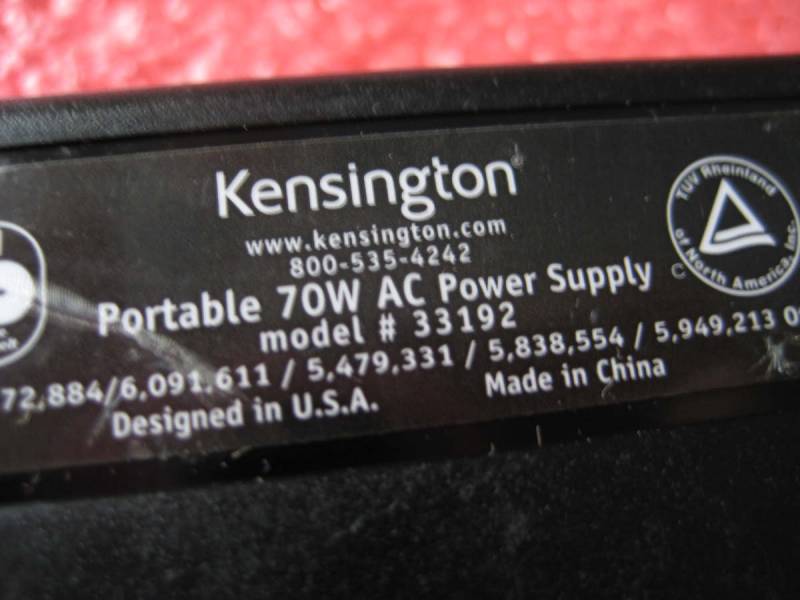 Kensington
www.kensington.com
800-535-4242
Portable 70W AC Power Supply
model # 33192
72,884/6,091,611 / 5,479,331 / 5,838,554 / 5,949,213
Designed in U.S.A.
Made in China
TUV Rheinland
of North America, Inc.
C